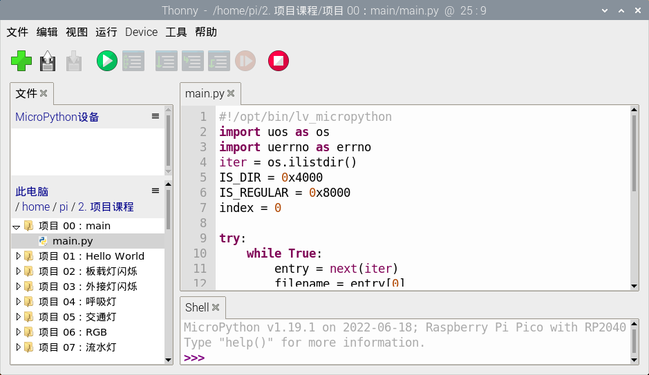 Thonny - /home/pi/2. 项目课程/项目 00：main/main.py @ 25 : 9
文件 编辑 视图 运行 Device 工具 帮助
文件
MicroPython设备
此电脑
/ home / pi / 2. 项目课程
项目 00：main
main.py
项目 01：Hello World
项目 02：板载灯闪烁
项目 03：外接灯闪烁
项目 04：呼吸灯
项目 05：交通灯
项目 06：RGB
项目 07：流水灯
main.py
1 #!/opt/bin/lv_micropython
2 import uos as os
3 import uerrno as errno
4 iter = os.ilistdir()
5 IS_DIR = 0x4000
6 IS_REGULAR = 0x8000
7 index = 0
8
9 try:
10 while True:
11 entry = next(iter)
12 filename = entry[0]
Shell
MicroPython v1.19.1 on 2022-06-18; Raspberry Pi Pico with RP2040
Type "help()" for more information.
>>>